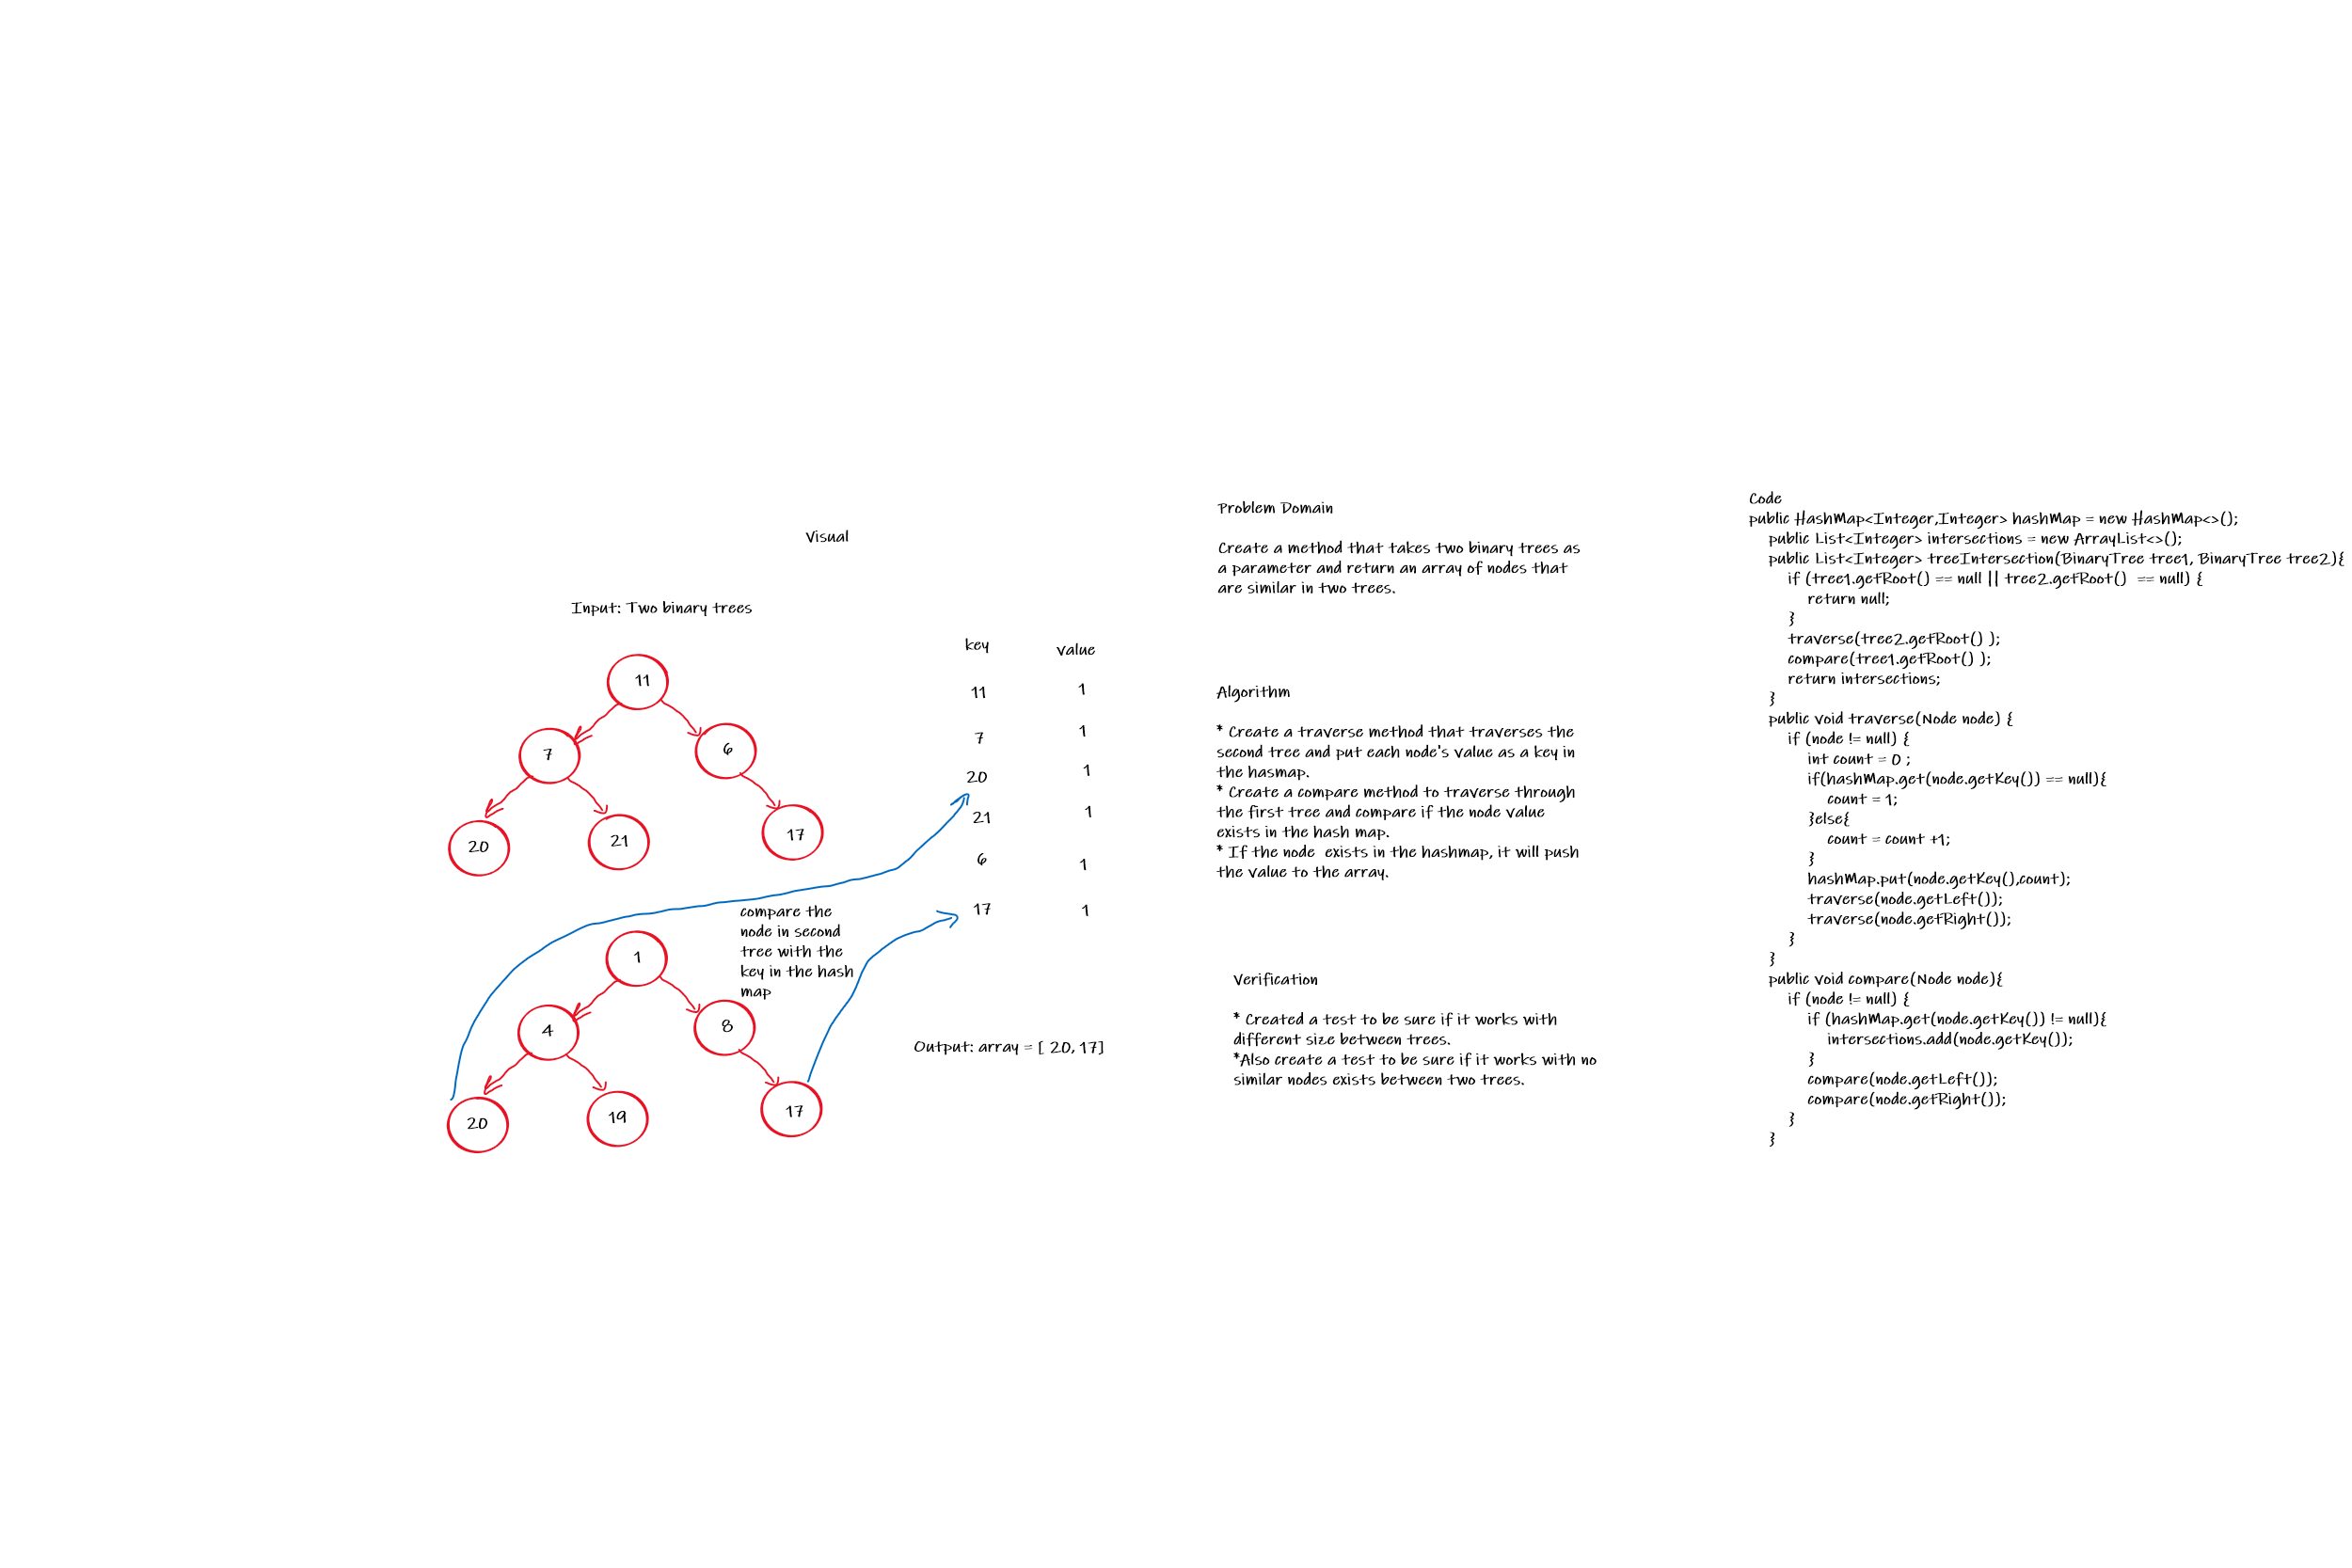 Visual
Input: Two binary trees
11
7
6
20
21
17
key
value
11
1
7
1
20
1
21
1
6
1
17
1
compare the
node in second
tree with the
key in the hash
map
1
4
8
20
19
17
Output: array = [ 20, 17]
Problem Domain
Create a method that takes two binary trees as
a parameter and return an array of nodes that
are similar in two trees.
Algorithm
* Create a traverse method that traverses the
second tree and put each node's value as a key in
the hasmap.
* Create a compare method to traverse through
the first tree and compare if the node value
exists in the hash map.
* If the node  exists in the hashmap, it will push
the value to the array.
Verification
* Created a test to be sure if it works with
different size between trees.
*Also create a test to be sure if it works with no
similar nodes exists between two trees.
Code
public HashMap<Integer,Integer> hashMap = new HashMap<>();
public List<Integer> intersections = new ArrayList<>();
public List<Integer> treeIntersection(BinaryTree tree1, BinaryTree tree2){
if (tree1.getRoot() == null || tree2.getRoot()  == null) {
return null;
}
traverse(tree2.getRoot() );
compare(tree1.getRoot() );
return intersections;
}
public void traverse(Node node) {
if (node != null) {
int count = 0 ;
if(hashMap.get(node.getKey()) == null){
count = 1;
}else{
count = count +1;
}
hashMap.put(node.getKey(),count);
traverse(node.getLeft());
traverse(node.getRight());
}
}
public void compare(Node node){
if (node != null) {
if (hashMap.get(node.getKey()) != null){
intersections.add(node.getKey());
}
compare(node.getLeft());
compare(node.getRight());
}
}